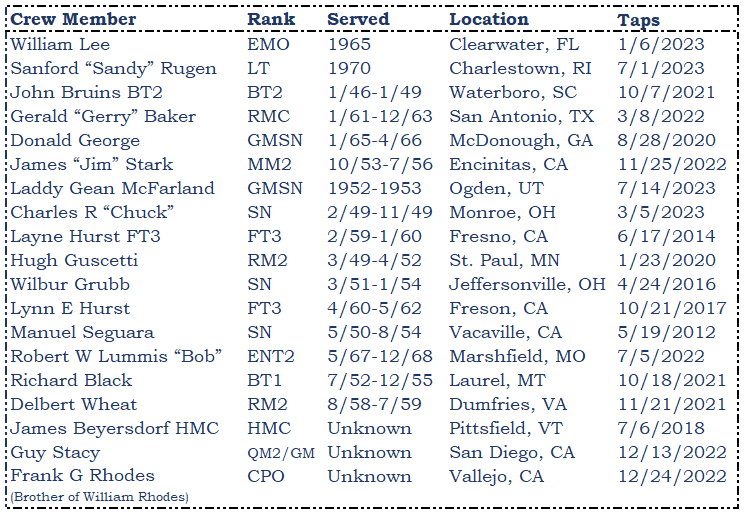 Crew Member Rank Served Location Taps
William Lee EMO 1965 Clearwater, FL 1/6/2023
Sanford “Sandy” Rugen LT 1970 Charlestown, RI 7/1/2023
John Bruins BT2 BT2 1/46-1/49 Waterboro, SC 10/7/2021
Gerald “Gerry” Baker RMC 1/61-12/63 San Antonio, TX 3/8/2022
Donald George GMSN 1/65-4/66 McDonough, GA 8/28/2020
James “Jim” Stark MM2 10/53-7/56 Encinitas, CA 11/25/2022
Laddy Gean McFarland GMSN 1952-1953 Ogden, UT 7/14/2023
Charles R “Chuck” SN 2/49-11/49 Monroe, OH 3/5/2023
Layne Hurst FT3 FT3 2/59-1/60 Fresno, CA 6/17/2014
Hugh Guscetti RM2 3/49-4/52 St. Paul, MN 1/23/2020
Wilbur Grubb SN 3/51-1/54 Jeffersonville, OH 4/24/2016
Lynn E Hurst FT3 4/60-5/62 Freson, CA 10/21/2017
Manuel Seguara SN 5/50-8/54 Vacaville, CA 5/19/2012
Robert W Lummis “Bob” ENT2 5/67-12/68 Marshfield, MO 7/5/2022
Richard Black BT1 7/52-12/55 Laurel, MT 10/18/2021
Delbert Wheat RM2 8/58-7/59 Dumfries, VA 11/21/2021
James Beyersdorf HMC HMC Unknown Pittsfield, VT 7/6/2018
Guy Stacy QM2/GM Unknown San Diego, CA 12/13/2022
Frank G Rhodes CPO Unknown Vallejo, CA 12/24/2022
(Brother of William Rhodes)